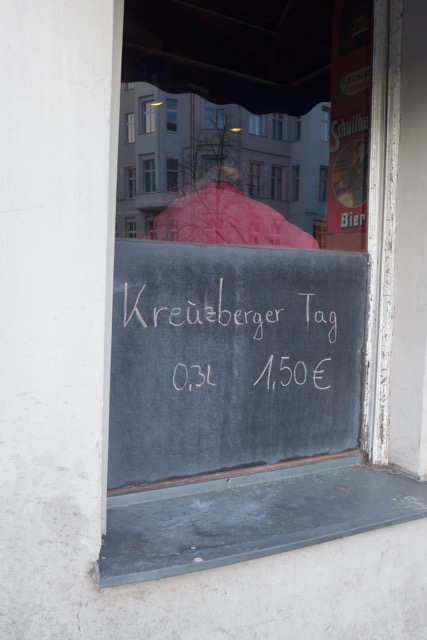 Schulthe
Bier
Kreuzberger Tag
0,3L 1,50€